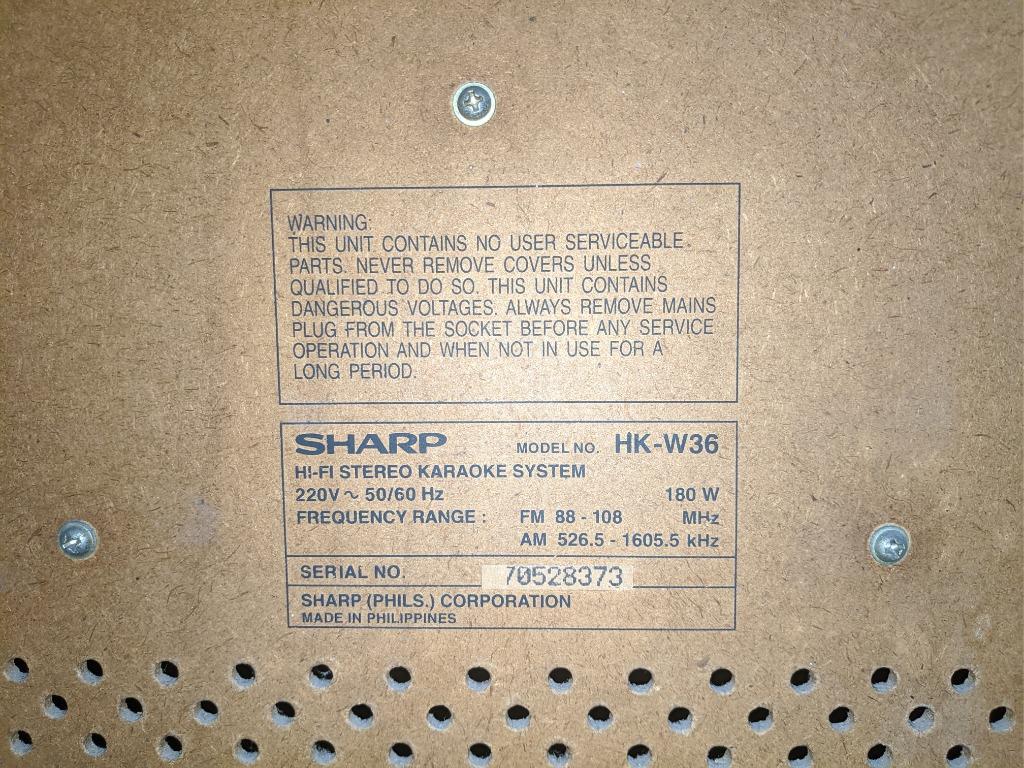 WARNING:
THIS UNIT CONTAINS NO USER SERVICEABLE.
PARTS. NEVER REMOVE COVERS UNLESS
QUALIFIED TO DO SO. THIS UNIT CONTAINS
DANGEROUS VOLTAGES. ALWAYS REMOVE MAINS
PLUG FROM THE SOCKET BEFORE ANY SERVICE
OPERATION AND WHEN NOT IN USE FOR A
LONG PERIOD.
SHARP MODEL NO. HK-W36
HI-FI STEREO KARAOKE SYSTEM
220V ~ 50/60 Hz 180 W
FREQUENCY RANGE : FM 88 - 108 MHz
AM 526.5 - 1605.5 kHz
SERIAL NO. 70528373
SHARP (PHILS.) CORPORATION
MADE IN PHILIPPINES